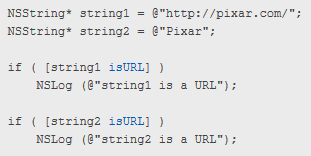 NSString* string1 = @"http://pixar.com/";
NSString* string2 = @"Pixar";
if ( [string1 isURL] )
NSLog (@"string1 is a URL");
if ( [string2 isURL] )
NSLog (@"string2 is a URL");